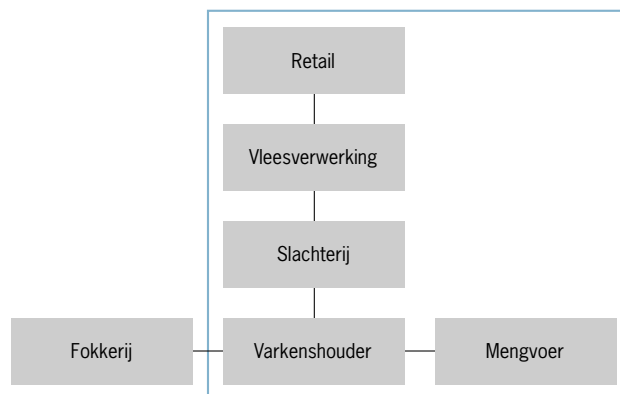 Retail
Vleesverwerking
Slachterij
Fokkerij
Varkenshouder
Mengvoer